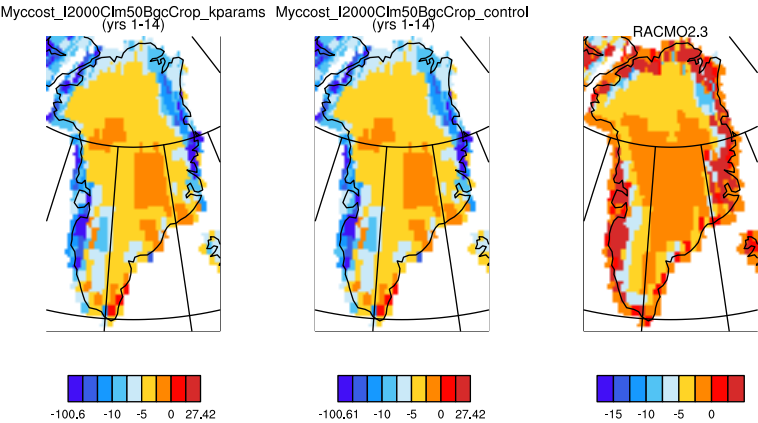 Myccost_I2000Clm50BgcCrop_kparams
(yrs 1-14)
Myccost_I2000Clm50BgcCrop_control
(yrs 1-14)
RACMO2.3
-100.6 -10 -5 0 27.42
-100.61 -10 -5 0 27.42
-15 -10 -5 0